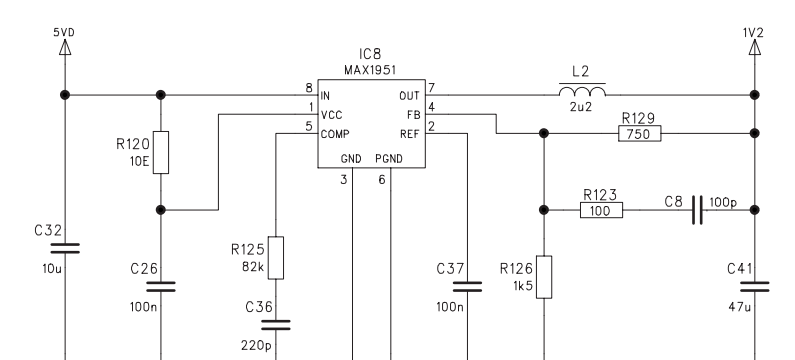 5VD
1V2
IC8
MAX1951
8 IN
OUT 7
L2
2u2
1 VCC
FB 4
5 COMP
REF 2
R129
750
R120
10E
GND PGND
3 6
R123
100
C8 100p
C32
10u
R125
82k
C26
100n
C37
100n
R126
1k5
C41
47u
C36
220p